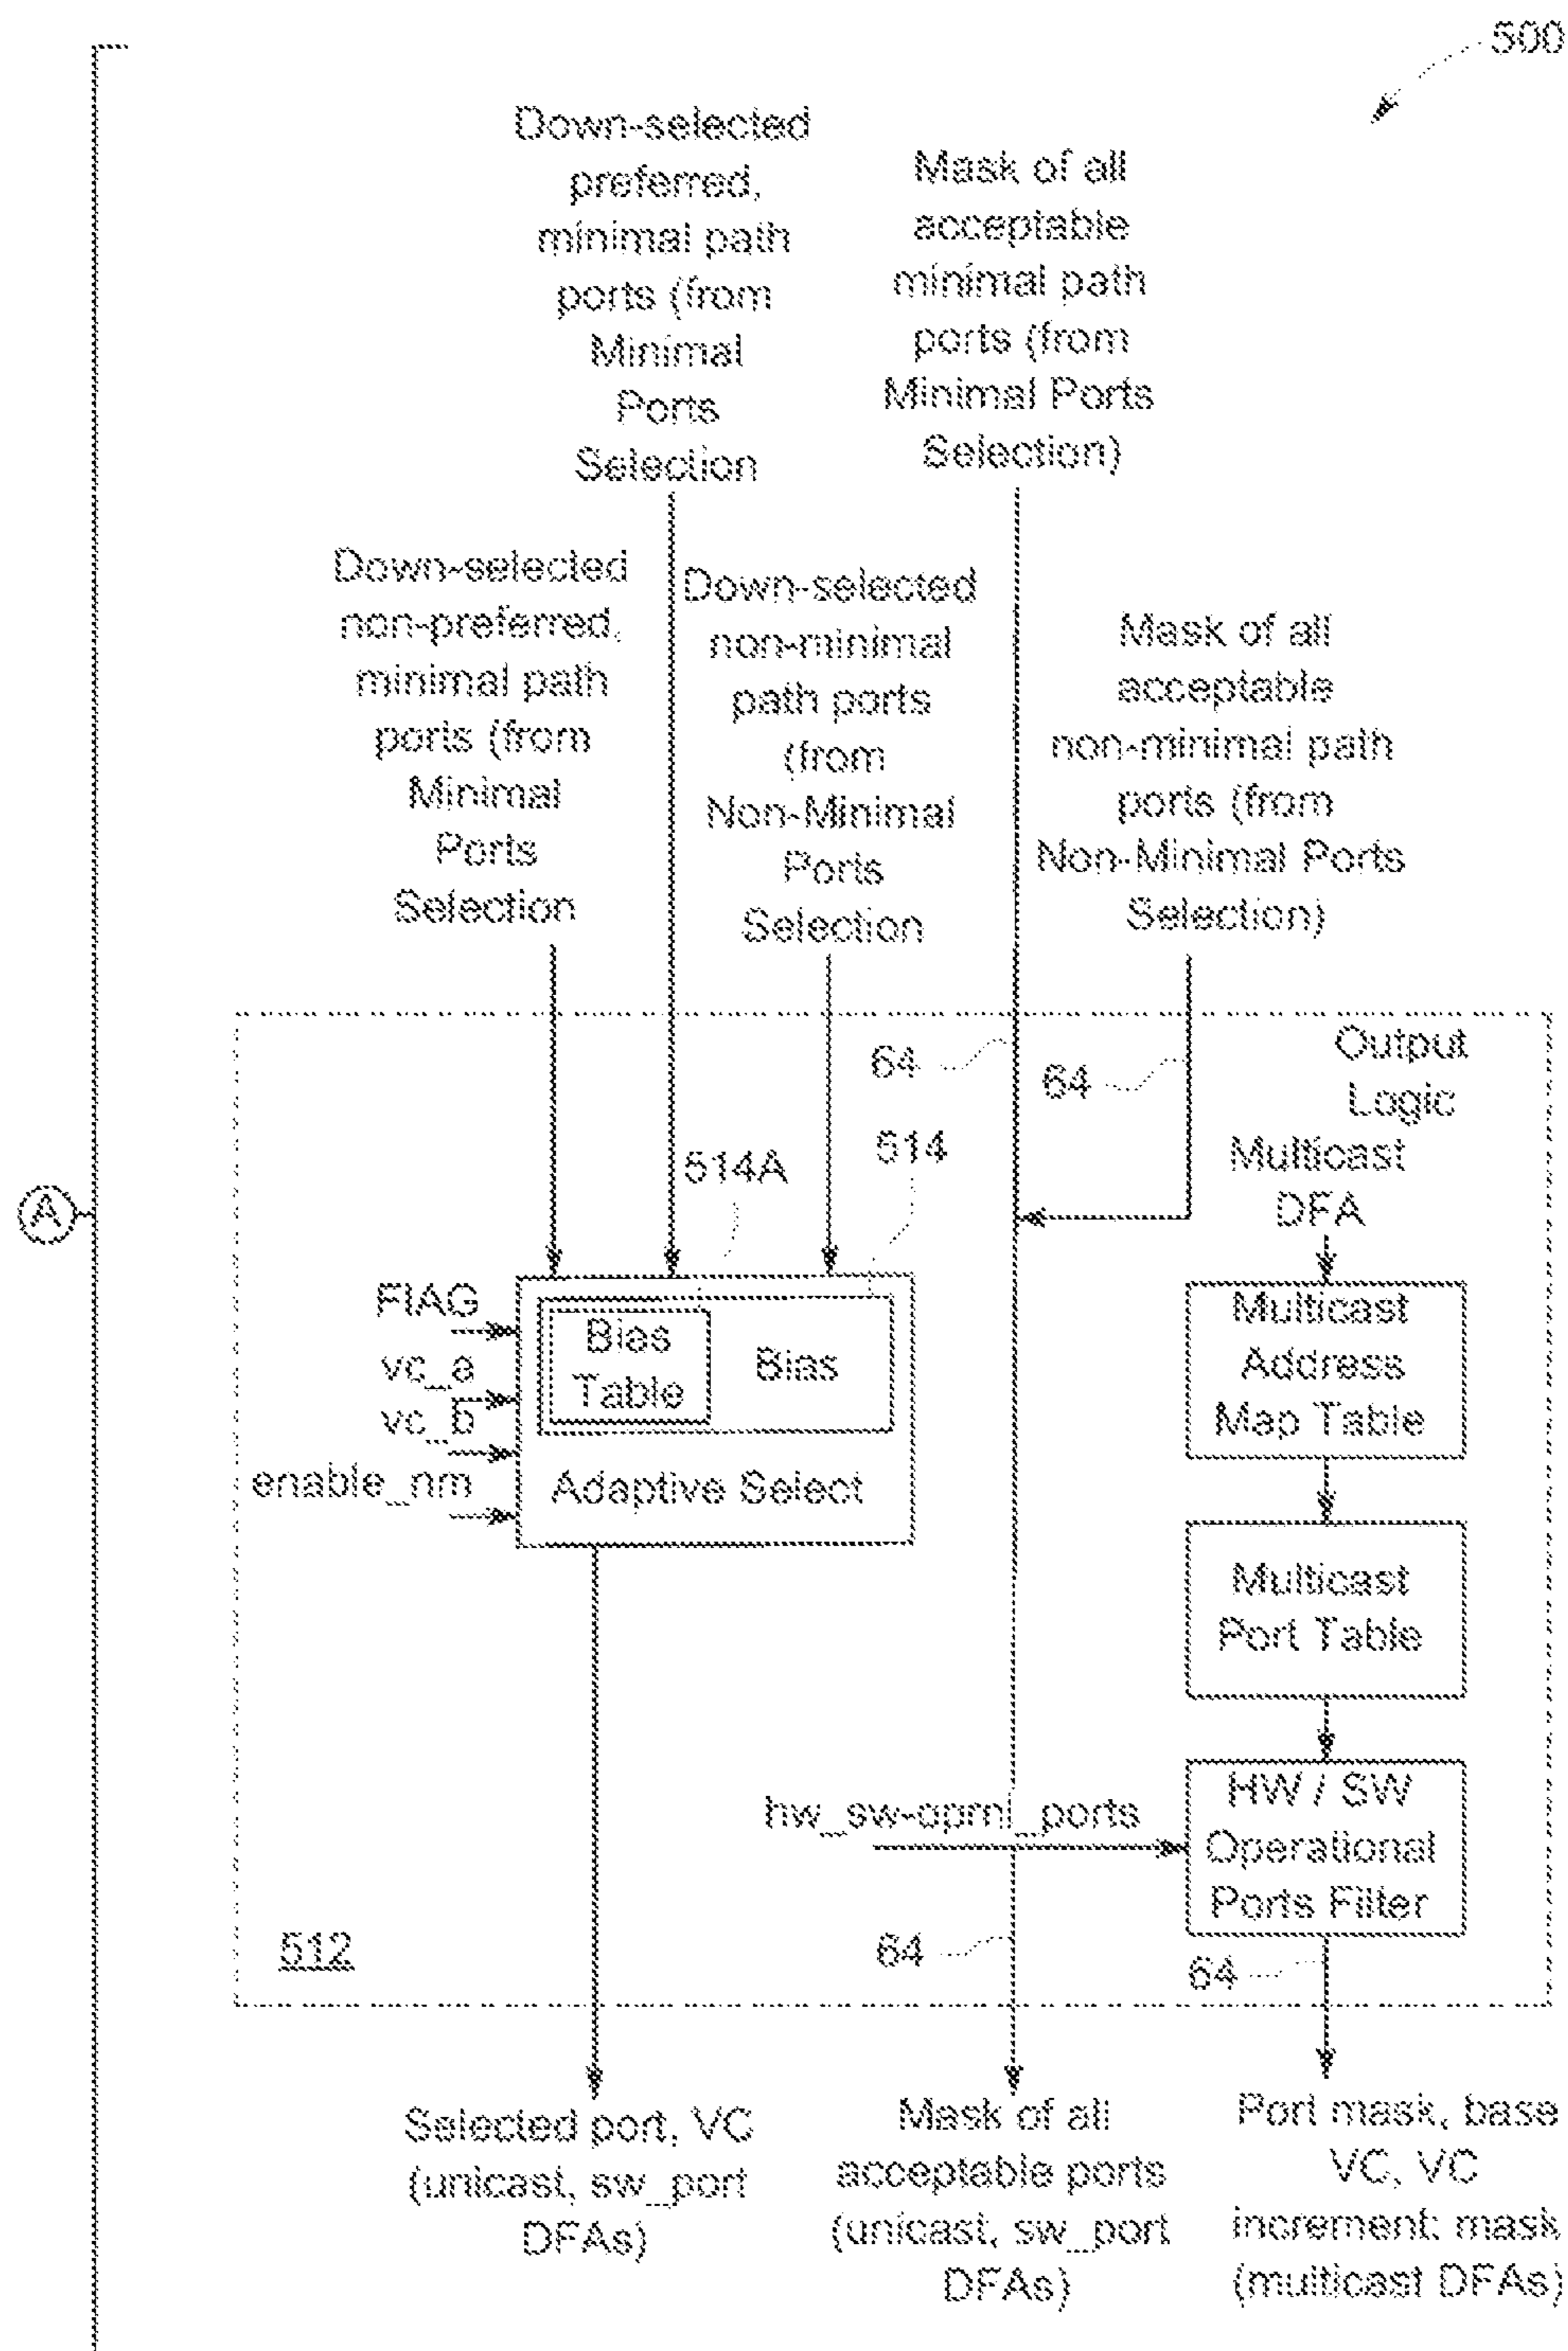 500
Down-selected
preferred,
minimal path
ports (from
Minimal
Ports
Selection
Mask of all
acceptable
minimal path
ports (from
Minimal Ports
Selection)
Down-selected
non-preferred,
minimal path
ports (from
Minimal
Ports
Selection
Down-selected
non-minimal
path ports
(from
Non-Minimal
Ports
Selection
Mask of all
acceptable
non-minimal path
ports (from
Non-Minimal Ports
Selection)
64
64
Output
Logic
514A
514
Multicast
DFA
A
FIAG
vc_a
vc_b
enable_nm
Bias
Table
Bias
Adaptive Select
Multicast
Address
Map Table
Multicast
Port Table
hw_sw-oprnl_ports
HW / SW
Operational
Ports Filter
512
64
64
Selected port, VC
(unicast, sw_port
DFAs)
Mask of all
acceptable ports
(unicast, sw_port
DFAs)
Port mask, base
VC, VC
increment: mask
(multicast DFAs)